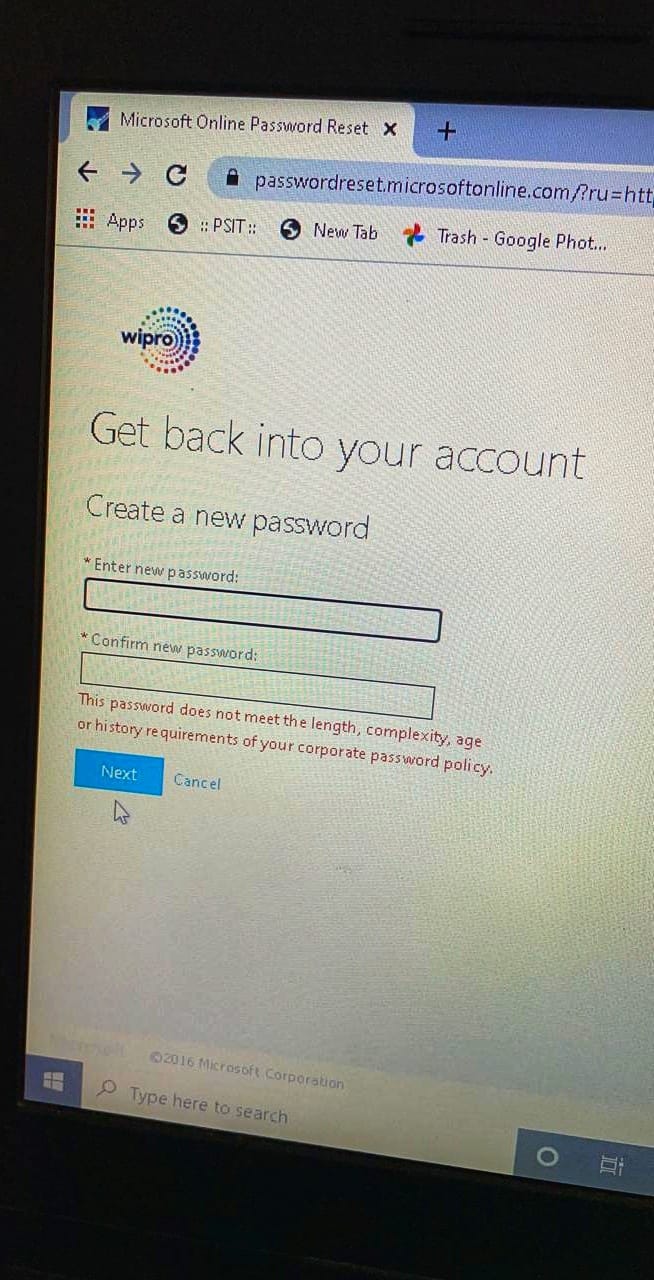 Microsoft Online Password Reset
passwordreset.microsoftonline.com/?ru=htt
Apps :: PSIT :: New Tab Trash - Google Phot...
wipro
Get back into your account
Create a new password
* Enter new password:
* Confirm new password:
This password does not meet the length, complexity, age
or history requirements of your corporate password policy.
Next Cancel
Microsoft ©2016 Microsoft Corporation
Type here to search